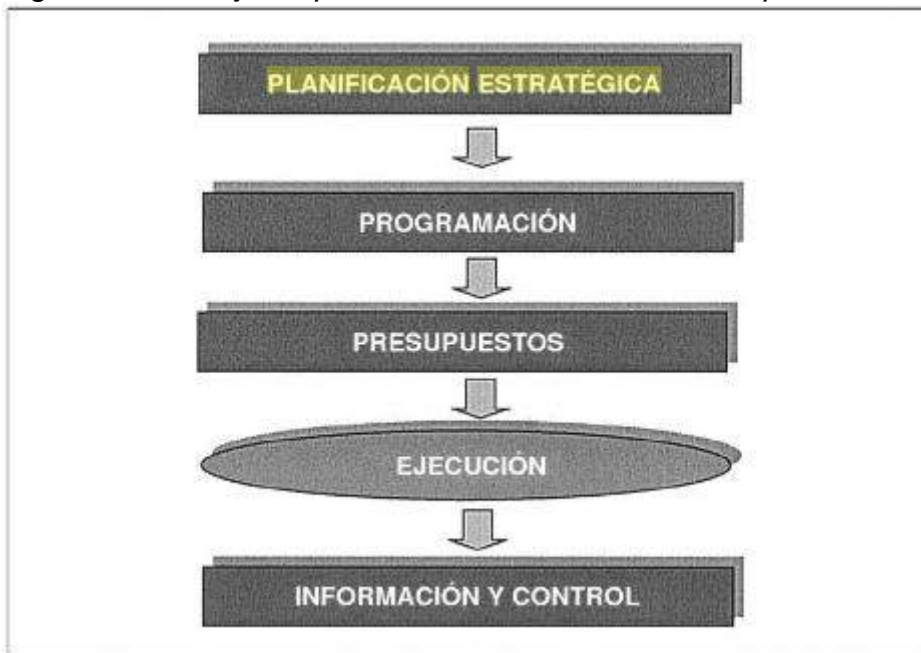 PLANIFICACIÓN ESTRATÉGICA
PROGRAMACIÓN
PRESUPUESTOS
EJECUCIÓN
INFORMACIÓN Y CONTROL